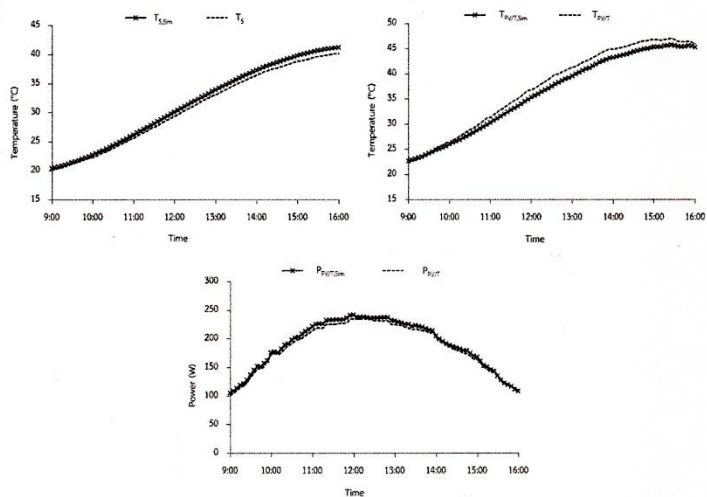 T_S,Sim T_S
Temperature (°C)
45
40
35
30
25
20
15
9:00 10:00 11:00 12:00 13:00 14:00 15:00 16:00
Time
T_PV/T,Sim T_PV/T
Temperature (°C)
50
45
40
35
30
25
20
15
9:00 10:00 11:00 12:00 13:00 14:00 15:00 16:00
Time
P_PV/T,Sim P_PV/T
Power (W)
300
250
200
150
100
50
0
9:00 10:00 11:00 12:00 13:00 14:00 15:00 16:00
Time